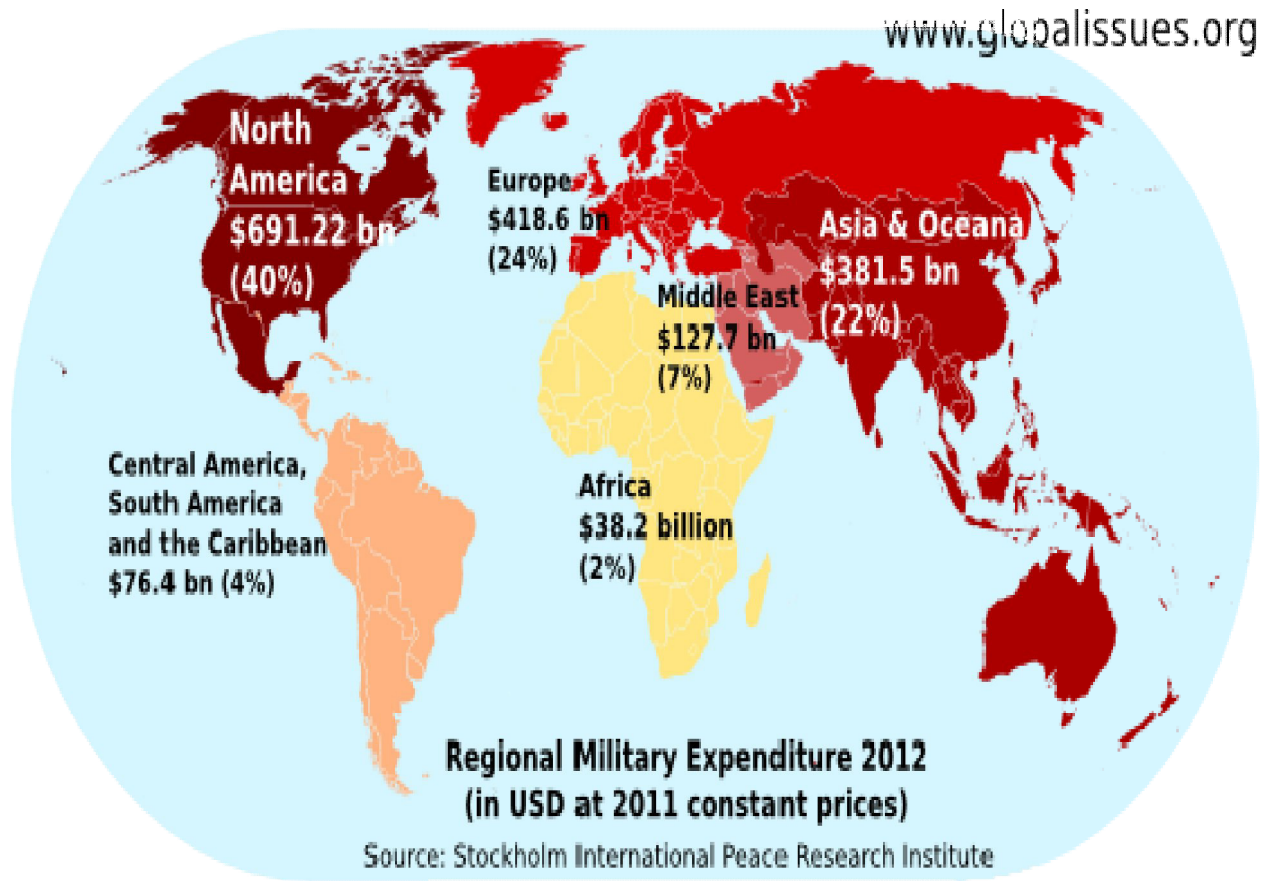 www.globalissues.org
North
America
$691.22 bn
(40%)
Europe
$418.6 bn
(24%)
Asia & Oceana
$381.5 bn
(22%)
Middle East
$127.7 bn
(7%)
Central America,
South America
and the Caribbean
$76.4 bn (4%)
Africa
$38.2 billion
(2%)
Regional Military Expenditure 2012
(in USD at 2011 constant prices)
Source: Stockholm International Peace Research Institute